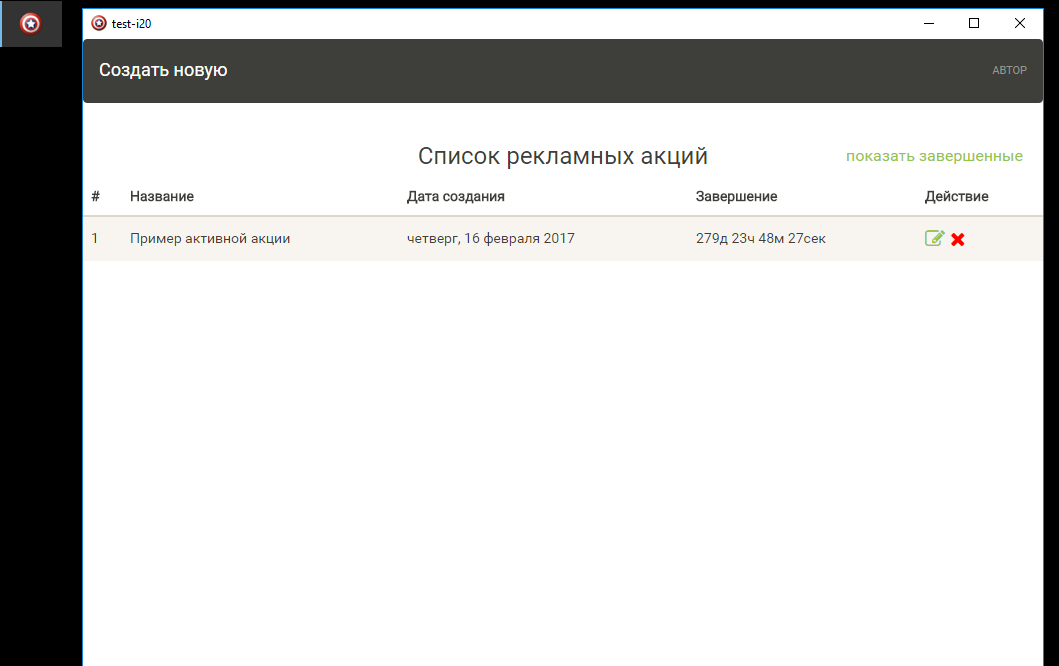 test-i20
Создать новую АВТОР
Список рекламных акций показать завершенные
# Название Дата создания Завершение Действие
1 Пример активной акции четверг, 16 февраля 2017 279д 23ч 48м 27сек